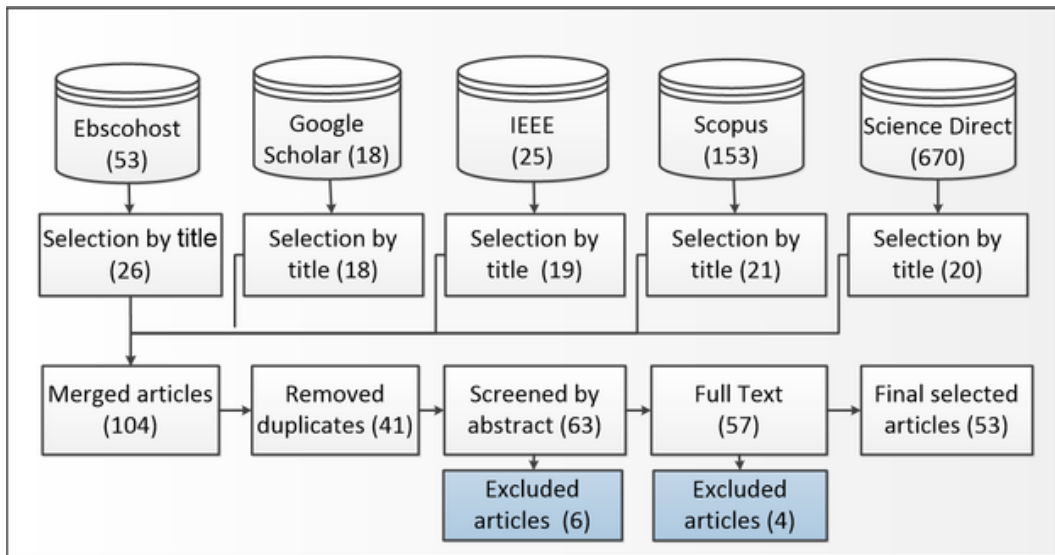 Ebscohost
(53)
Google
Scholar (18)
IEEE
(25)
Scopus
(153)
Science Direct
(670)
Selection by title
(26)
Selection by
title (18)
Selection by
title (19)
Selection by
title (21)
Selection by
title (20)
Merged articles
(104)
Removed
duplicates (41)
Screened by
abstract (63)
Full Text
(57)
Final selected
articles (53)
Excluded
articles (6)
Excluded
articles (4)